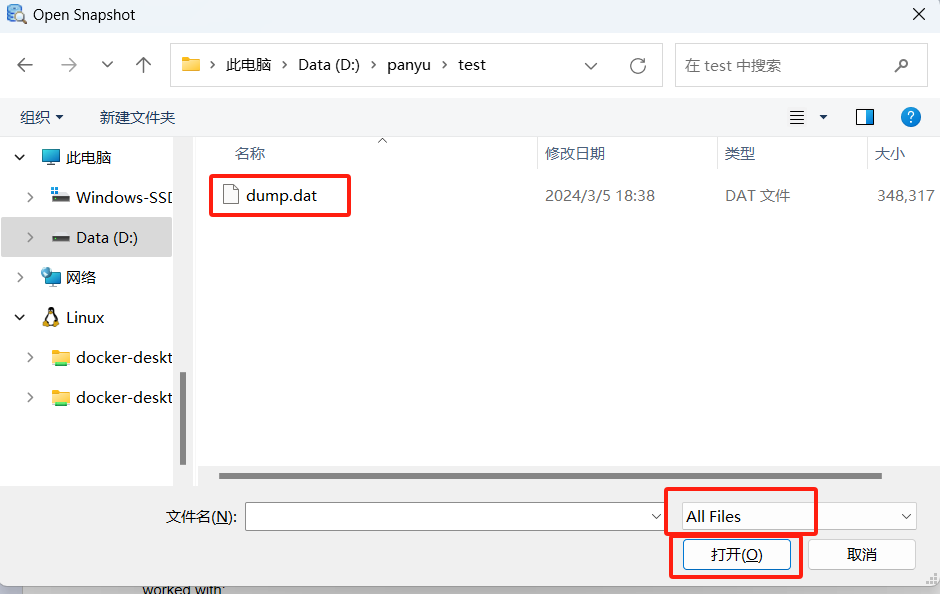 Open Snapshot
此电脑 Data (D:) panyu test
在 test 中搜索
组织 新建文件夹
名称 修改日期 类型 大小
dump.dat 2024/3/5 18:38 DAT 文件 348,317
此电脑
Windows-SSD
Data (D:)
网络
Linux
docker-deskt
docker-deskt
文件名(N):
All Files
打开(O) 取消
worked with